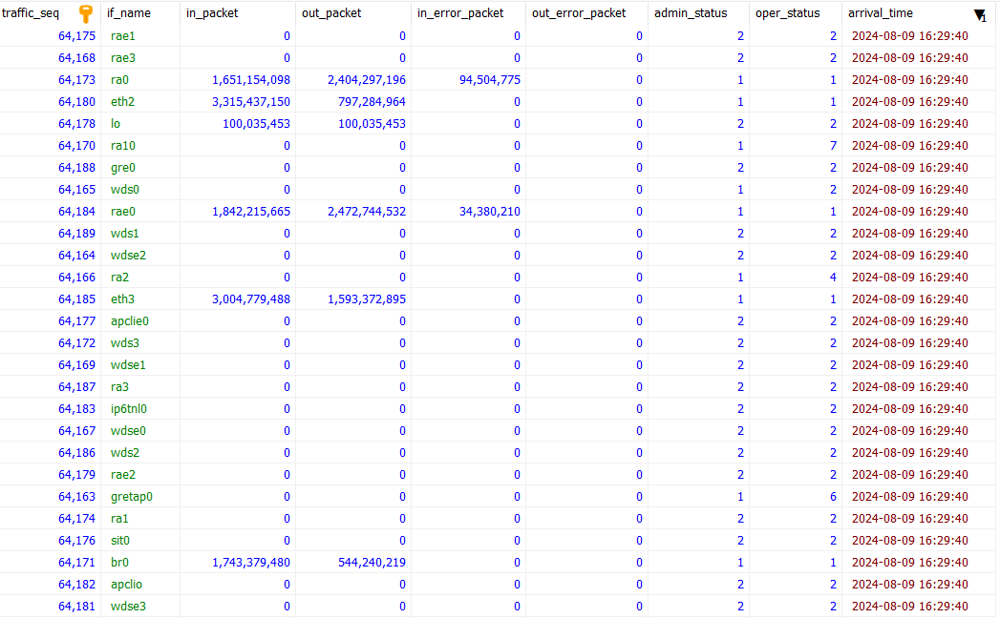 traffic_seq if_name in_packet out_packet in_error_packet out_error_packet admin_status oper_status arrival_time 1
64,175 rae1 0 0 0 0 2 2 2024-08-09 16:29:40
64,168 rae3 0 0 0 0 2 2 2024-08-09 16:29:40
64,173 ra0 1,651,154,098 2,404,297,196 94,504,775 0 1 1 2024-08-09 16:29:40
64,180 eth2 3,315,437,150 797,284,964 0 0 1 1 2024-08-09 16:29:40
64,178 lo 100,035,453 100,035,453 0 0 2 2 2024-08-09 16:29:40
64,170 ra10 0 0 0 0 1 7 2024-08-09 16:29:40
64,188 gre0 0 0 0 0 2 2 2024-08-09 16:29:40
64,165 wds0 0 0 0 0 1 2 2024-08-09 16:29:40
64,184 rae0 1,842,215,665 2,472,744,532 34,380,210 0 1 1 2024-08-09 16:29:40
64,189 wds1 0 0 0 0 2 2 2024-08-09 16:29:40
64,164 wdse2 0 0 0 0 2 2 2024-08-09 16:29:40
64,166 ra2 0 0 0 0 1 4 2024-08-09 16:29:40
64,185 eth3 3,004,779,488 1,593,372,895 0 0 1 1 2024-08-09 16:29:40
64,177 apclie0 0 0 0 0 2 2 2024-08-09 16:29:40
64,172 wds3 0 0 0 0 2 2 2024-08-09 16:29:40
64,169 wdse1 0 0 0 0 2 2 2024-08-09 16:29:40
64,187 ra3 0 0 0 0 2 2 2024-08-09 16:29:40
64,183 ip6tnl0 0 0 0 0 2 2 2024-08-09 16:29:40
64,167 wdse0 0 0 0 0 2 2 2024-08-09 16:29:40
64,186 wds2 0 0 0 0 2 2 2024-08-09 16:29:40
64,179 rae2 0 0 0 0 2 2 2024-08-09 16:29:40
64,163 gretap0 0 0 0 0 1 6 2024-08-09 16:29:40
64,174 ra1 0 0 0 0 2 2 2024-08-09 16:29:40
64,176 sit0 0 0 0 0 2 2 2024-08-09 16:29:40
64,171 br0 1,743,379,480 544,240,219 0 0 1 1 2024-08-09 16:29:40
64,182 apclio 0 0 0 0 2 2 2024-08-09 16:29:40
64,181 wdse3 0 0 0 0 2 2 2024-08-09 16:29:40